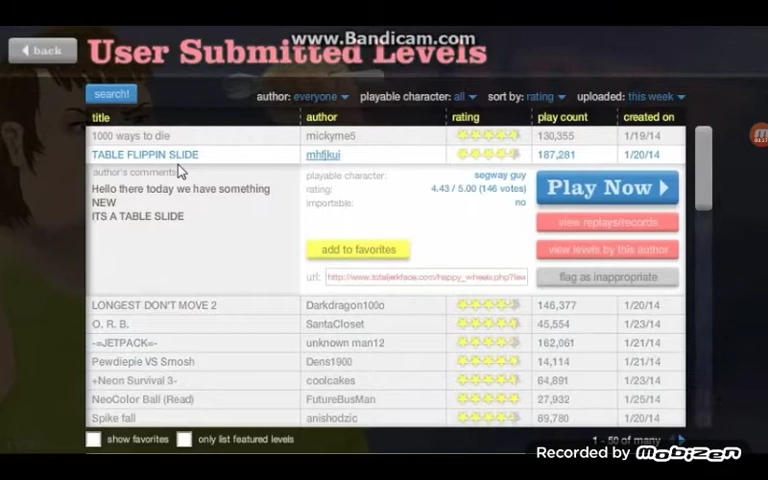 www.Bandicam.com
back
User Submitted Levels
search!
author: everyone playable character: all sort by: rating uploaded: this week
title author rating play count created on
1000 ways to die mickyme5 130,355 1/19/14
TABLE FLIPPIN SLIDE mhfjkui 187,281 1/20/14
author's comments
Hello there today we have something
NEW
ITS A TABLE SLIDE
playable character: segway guy
rating: 4.43 / 5.00 (146 votes)
importable: no
add to favorites
url: http://www.totaljerkface.com/happy_wheels.php?
Play Now
view replays/records
view levels by this author
flag as inappropriate
LONGEST DON'T MOVE 2 Darkdragon100o 146,377 1/20/14
O. R. B. SantaCloset 45,554 1/23/14
-=JETPACK=- unknown man12 162,061 1/21/14
Pewdiepie VS Smosh Dens1900 14,114 1/21/14
+Neon Survival 3- coolcakes 64,891 1/23/14
NeoColor Ball (Read) FutureBusMan 27,932 1/25/14
Spike fall anishodzic 89,780 1/20/14
show favorites only list featured levels 1 - 50 of many
Recorded by MOBIZEN